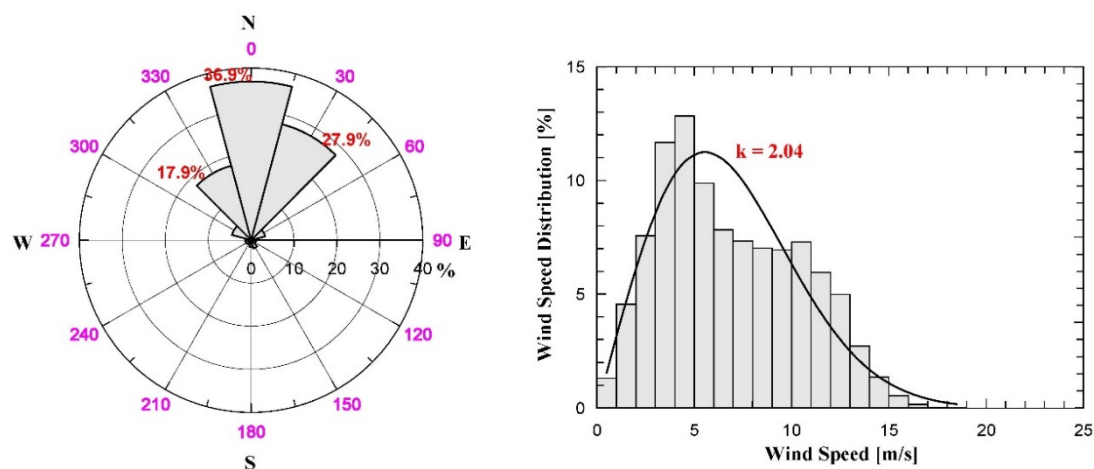 N
0
330
36.9%
30
300
27.9%
60
17.9%
W 270
90 E
0 10 20 30 40 %
240
120
210
150
180
S
15
10
5
0
Wind Speed Distribution [%]
k = 2.04
0 5 10 15 20 25
Wind Speed [m/s]